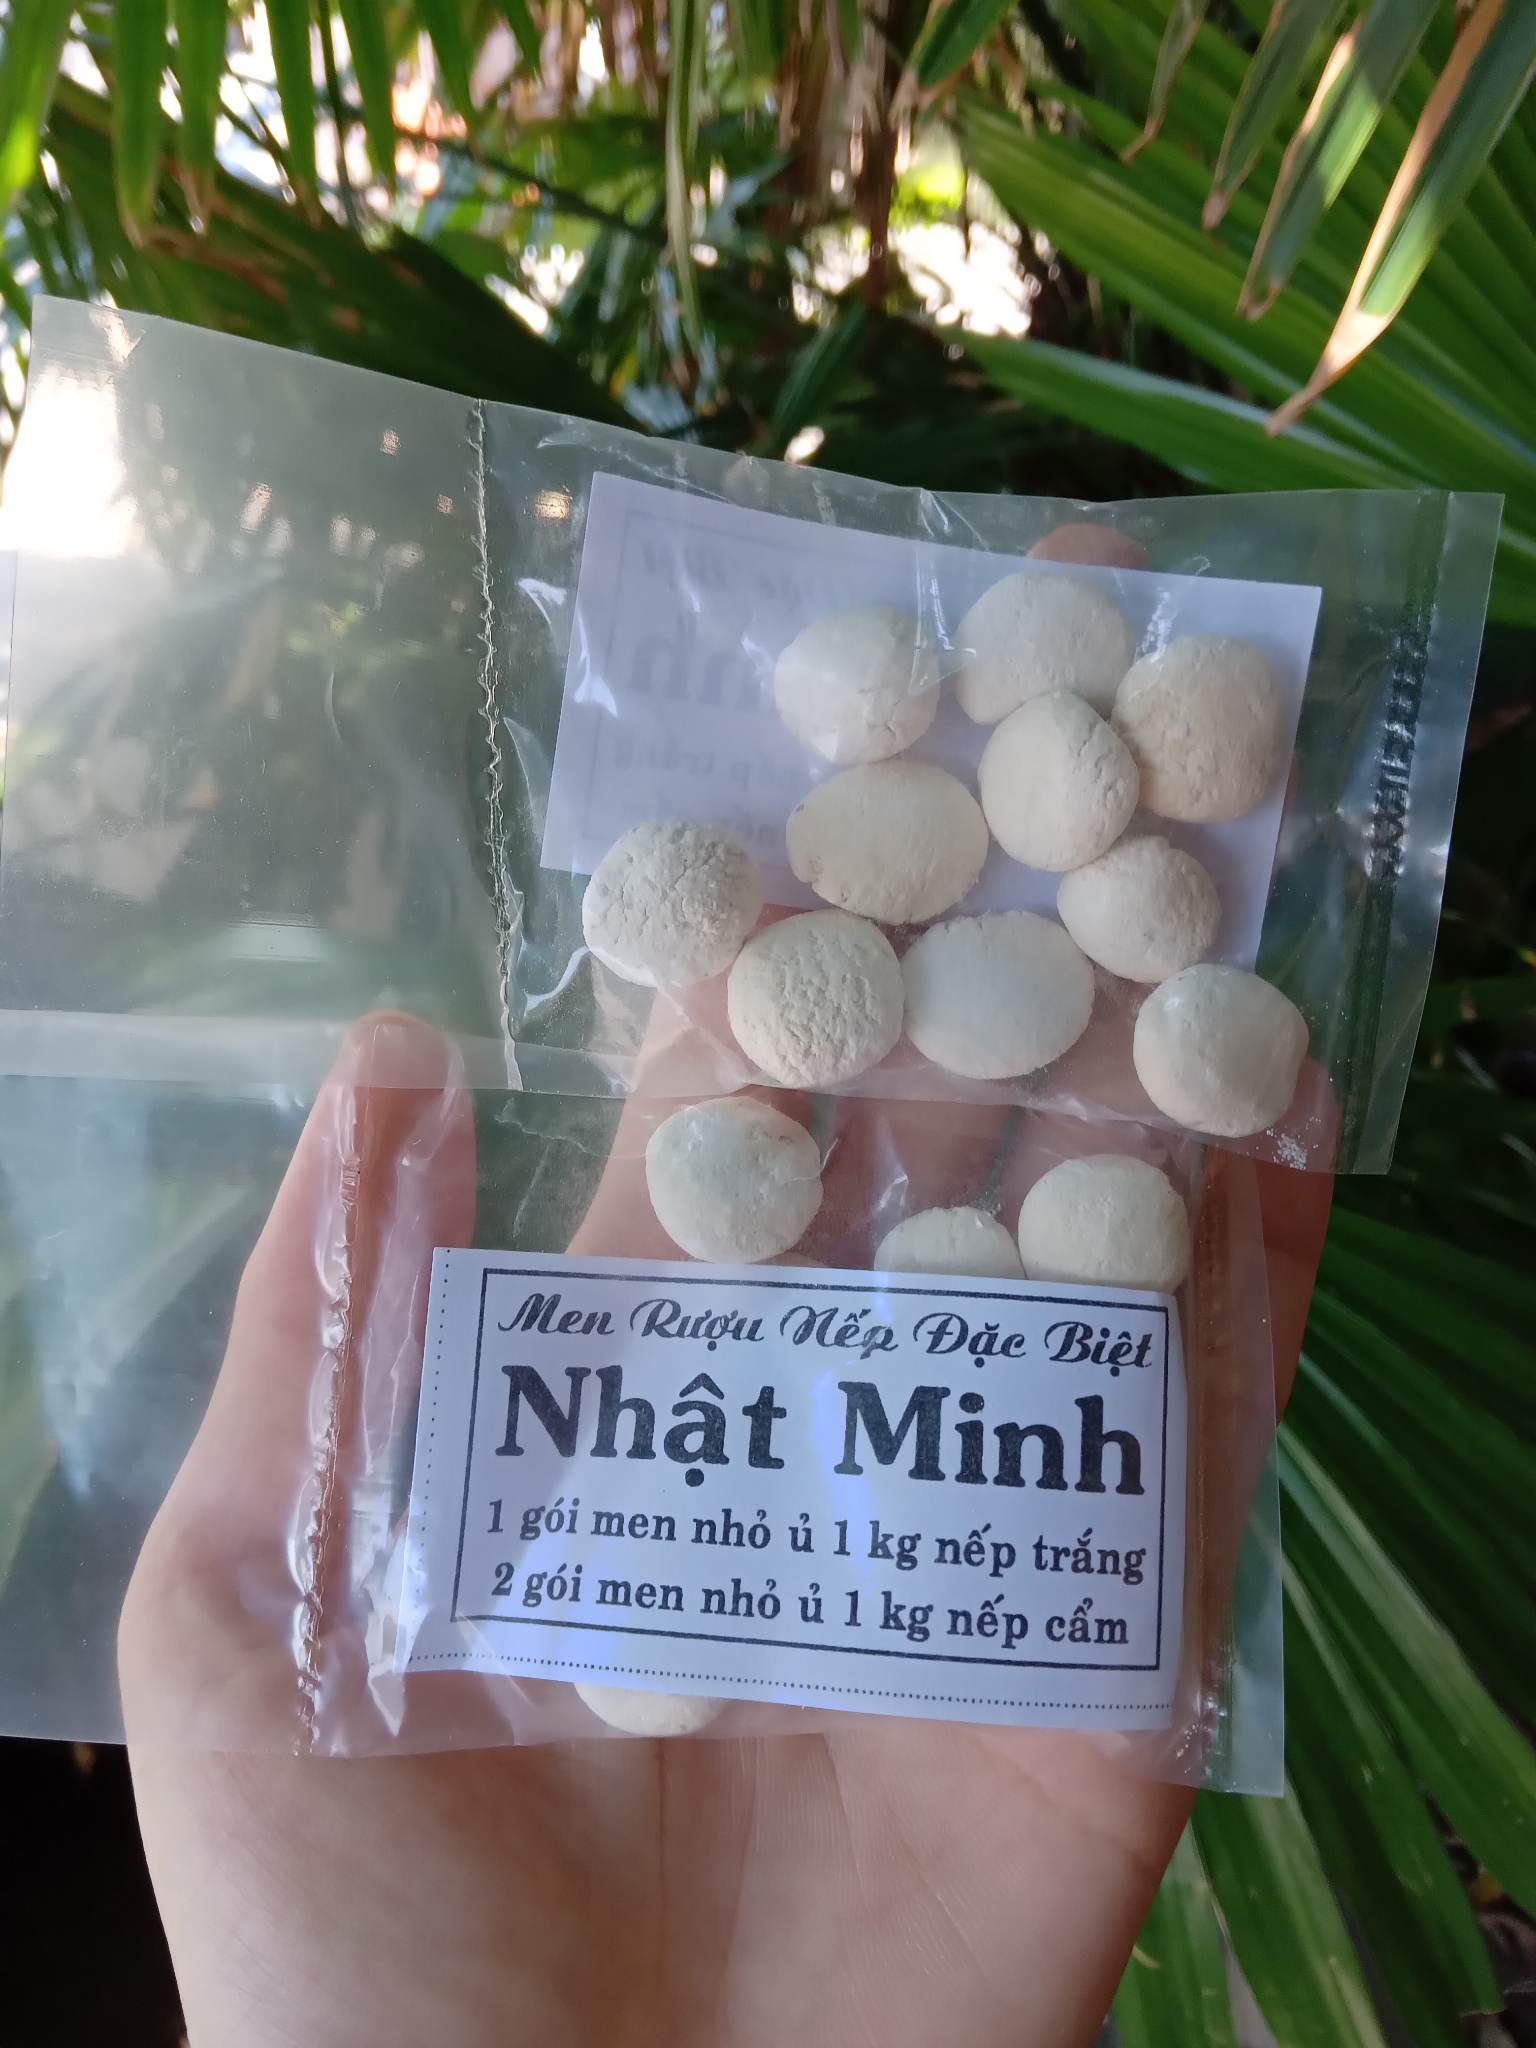 Men Rượu Nếp Đặc Biệt
Nhật Minh
1 gói men nhỏ ủ 1 kg nếp trắng
2 gói men nhỏ ủ 1 kg nếp cẩm